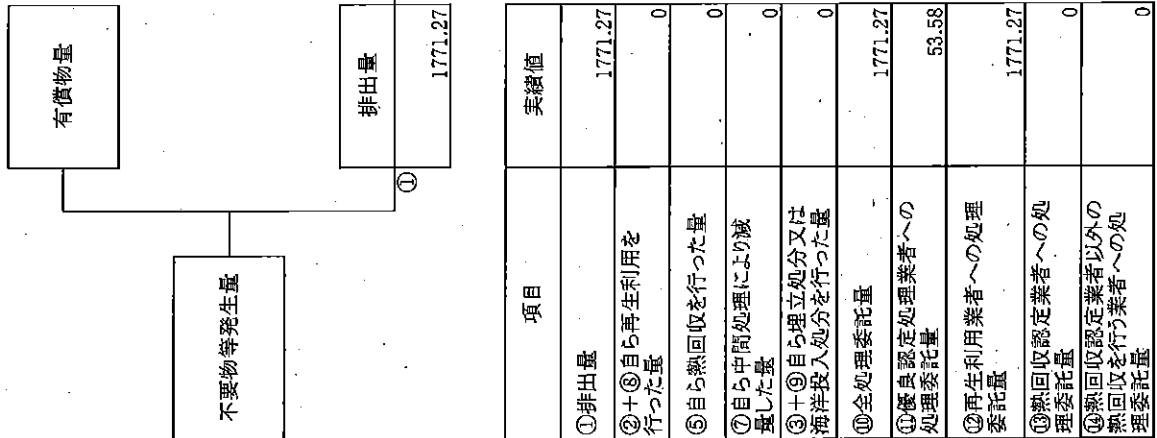 不要物等発生量
有償物量
①
排出量
1771.27
項目
実績値
①排出量
1771.27
②+⑧自ら再生利用を
行った量
0
⑤自ら熱回収を行った量
0
⑦自ら中間処理により減
量した量
0
③+⑨自ら埋立処分又は
海洋投入処分を行った量
0
⑩全処理委託量
1771.27
⑪優良認定処理業者への
処理委託量
53.58
⑫再生利用業者への処理
委託量
1771.27
⑬熱回収認定業者への処
理委託量
0
⑭熱回収認定業者以外の
熱回収を行う業者への処
理委託量
0